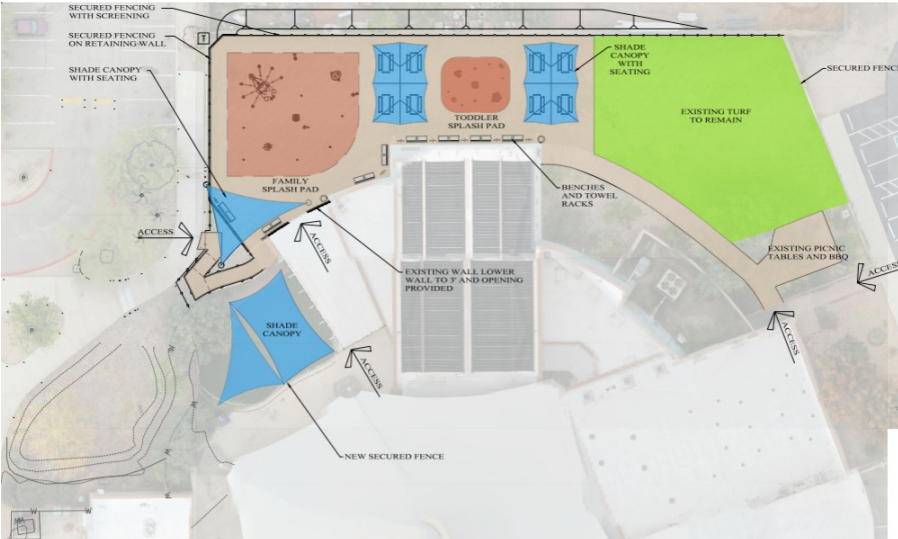 SECURED FENCING
WITH SCREENING
SECURED FENCING
ON RETAINING WALL
SHADE CANOPY
WITH SEATING
T
SHADE
CANOPY
WITH
SEATING
SECURED FENCE
EXISTING TURF
TO REMAIN
TODDLER
SPLASH PAD
FAMILY
SPLASH PAD
BENCHES
AND TOWEL
RACKS
ACCESS
ACCESS
EXISTING PICNIC
TABLES AND BBQ
ACCESS
EXISTING WALL LOWER
WALL TO 3' AND OPENING
PROVIDED
SHADE
CANOPY
ACCESS
ACCESS
NEW SECURED FENCE
W
W
W
W